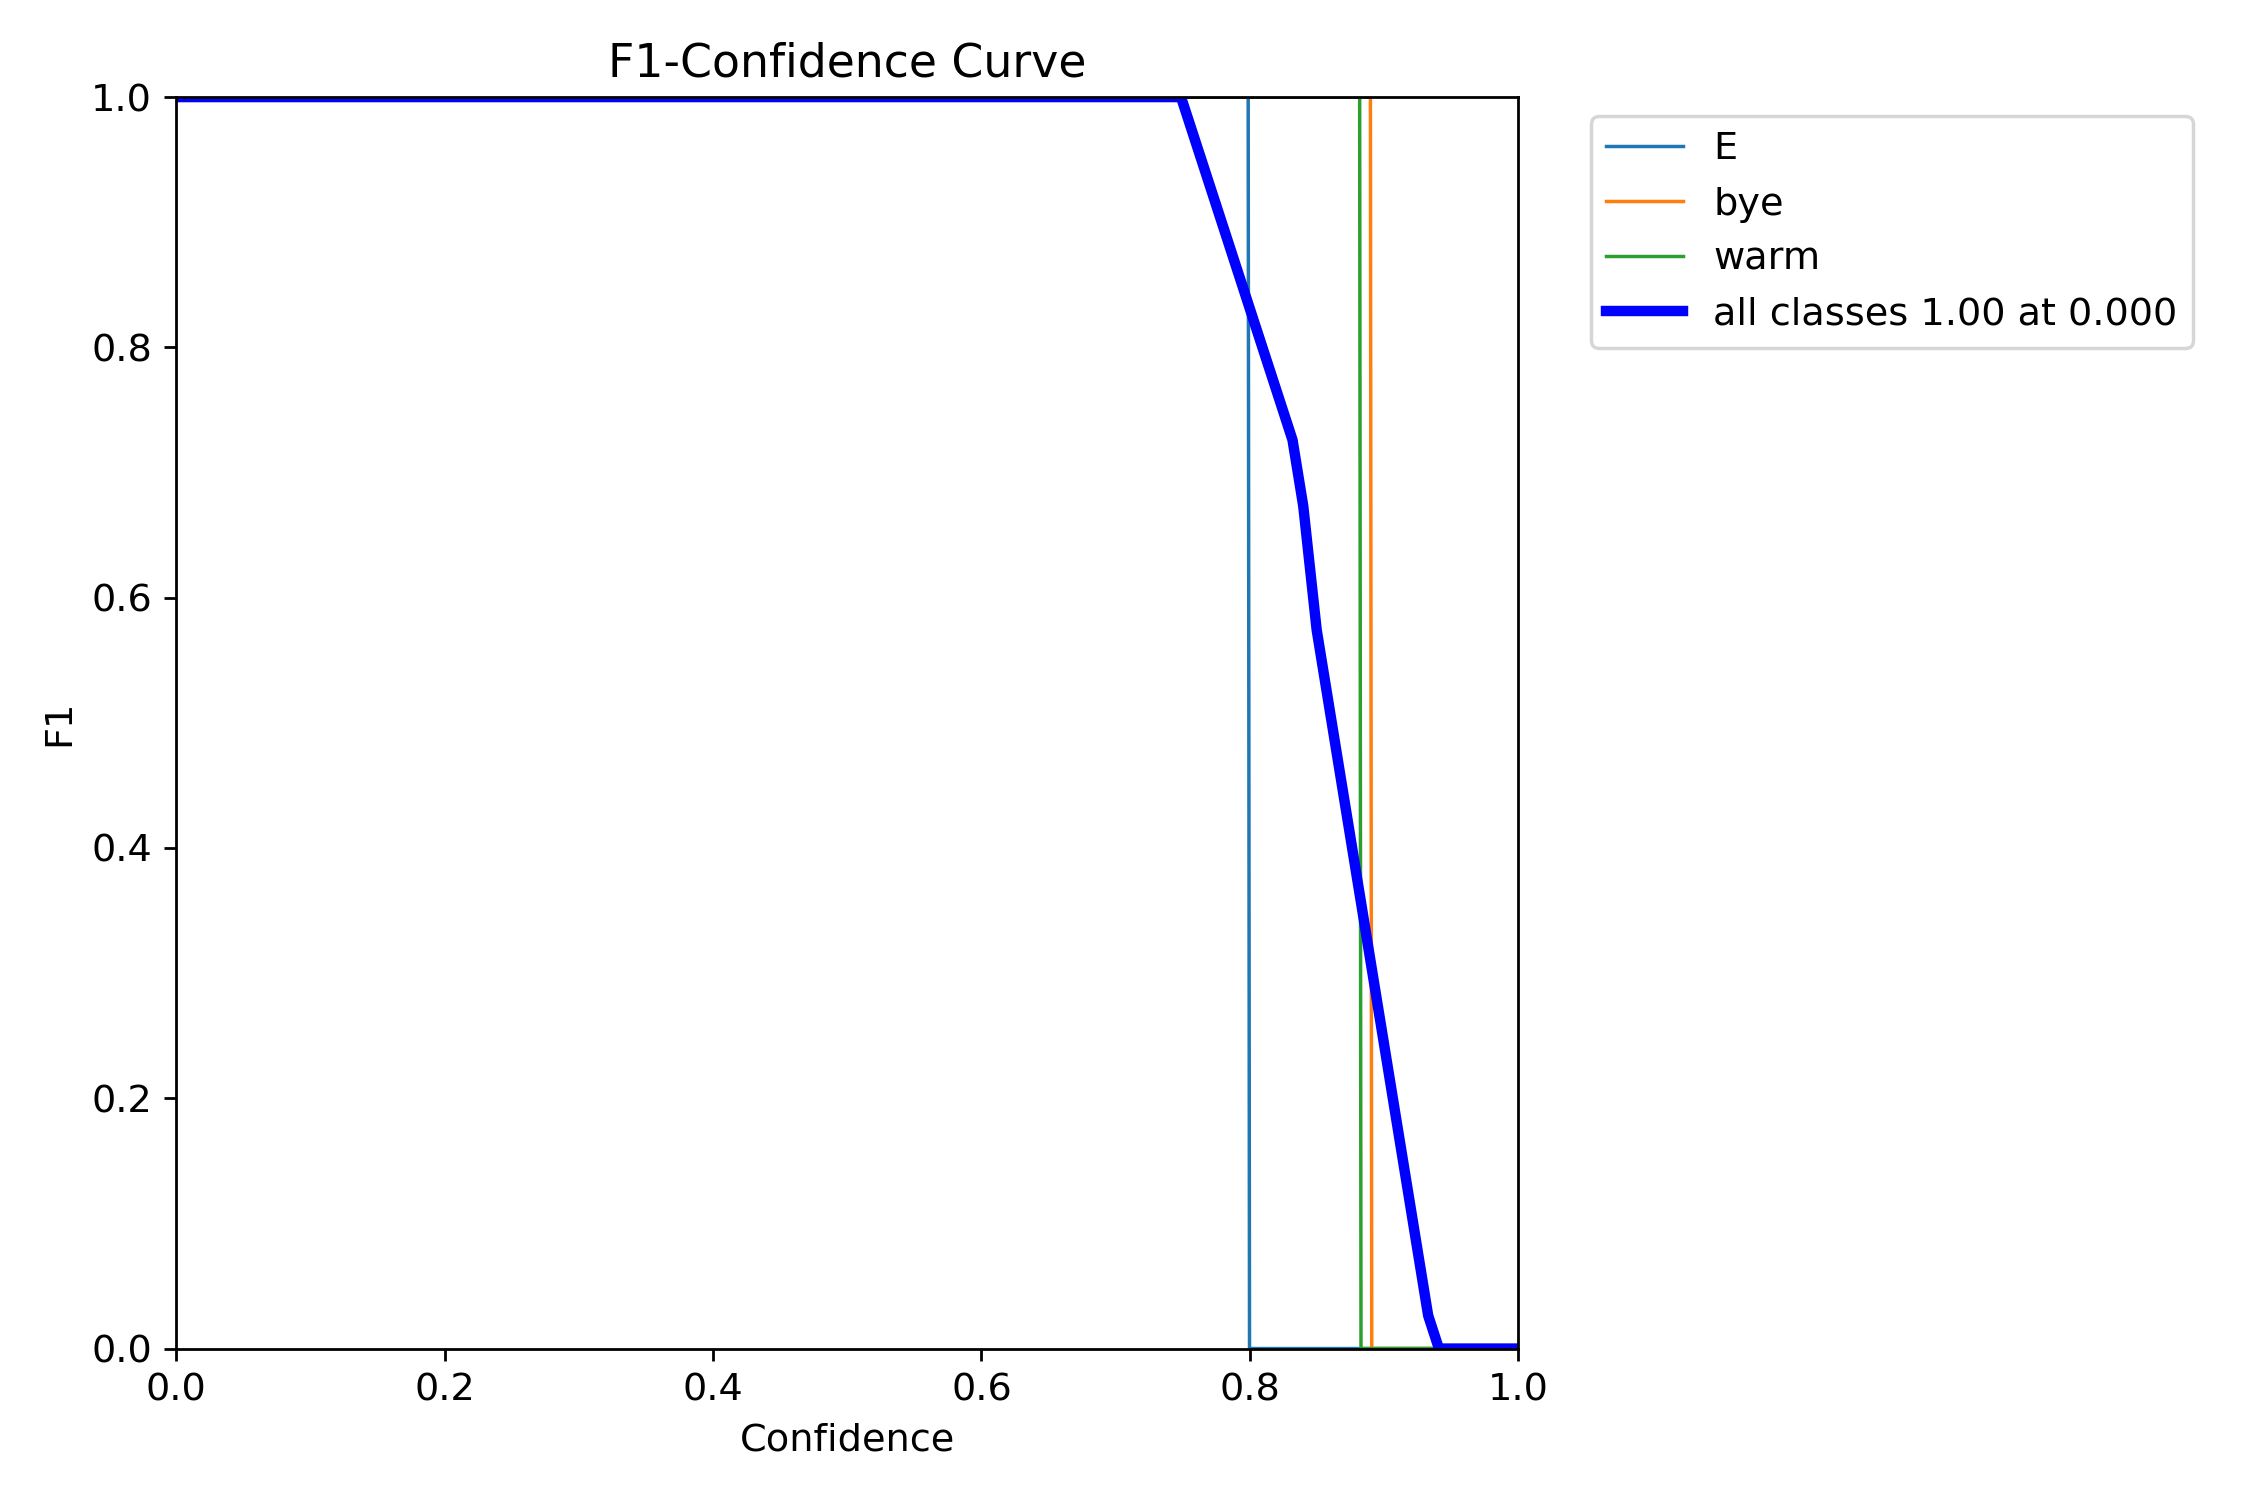 F1-Confidence Curve
1.0
0.8
0.6
0.4
0.2
0.0
F1
0.0 0.2 0.4 0.6 0.8 1.0
Confidence
E
bye
warm
all classes 1.00 at 0.000